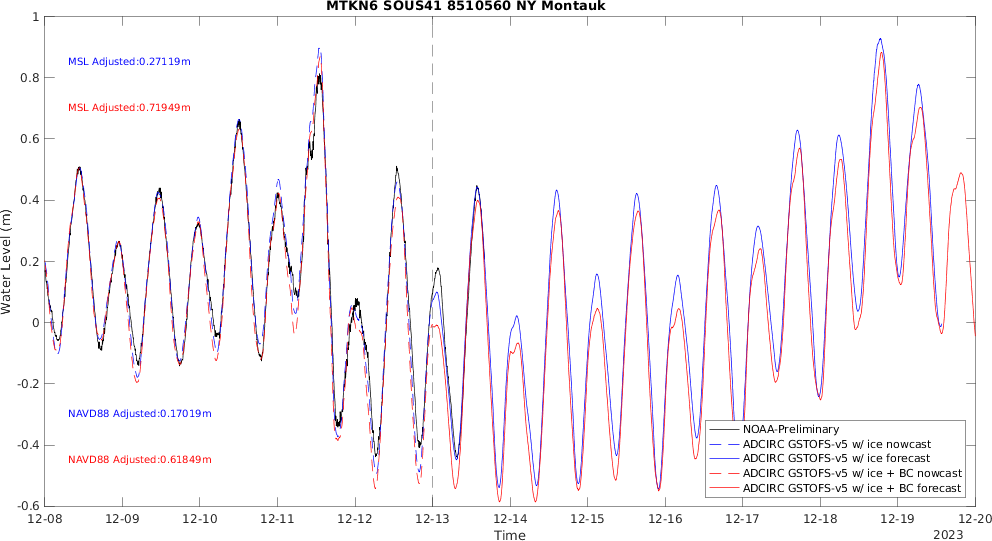 MTKN6 SOUS41 8510560 NY Montauk
1
0.8
0.6
0.4
0.2
0
-0.2
-0.4
-0.6
Water Level (m)
MSL Adjusted:0.27119m
MSL Adjusted:0.71949m
NAVD88 Adjusted:0.17019m
NAVD88 Adjusted:0.61849m
NOAA-Preliminary
ADCIRC GSTOFS-v5 w/ ice nowcast
ADCIRC GSTOFS-v5 w/ ice forecast
ADCIRC GSTOFS-v5 w/ ice + BC nowcast
ADCIRC GSTOFS-v5 w/ ice + BC forecast
12-08 12-09 12-10 12-11 12-12 12-13 12-14 12-15 12-16 12-17 12-18 12-19 12-20
Time
2023